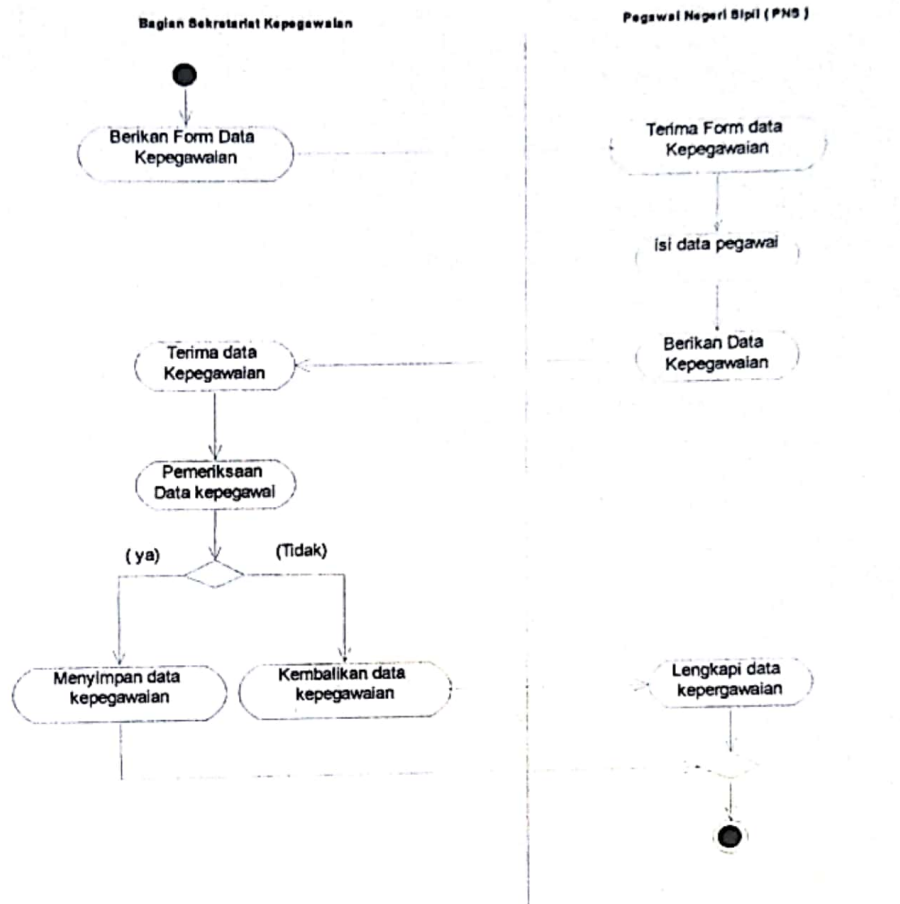 Bagian Sekretariat Kepegawaian
Pegawai Negeri Sipil ( PNS )
Berikan Form Data
Kepegawaian
Terima Form data
Kepegawaian
isi data pegawai
Berikan Data
Kepegawaian
Terima data
Kepegawaian
Pemeriksaan
Data kepegawai
( ya)
(Tidak)
Menyimpan data
kepegawaian
Kembalikan data
kepegawaian
Lengkapi data
kepergawaian